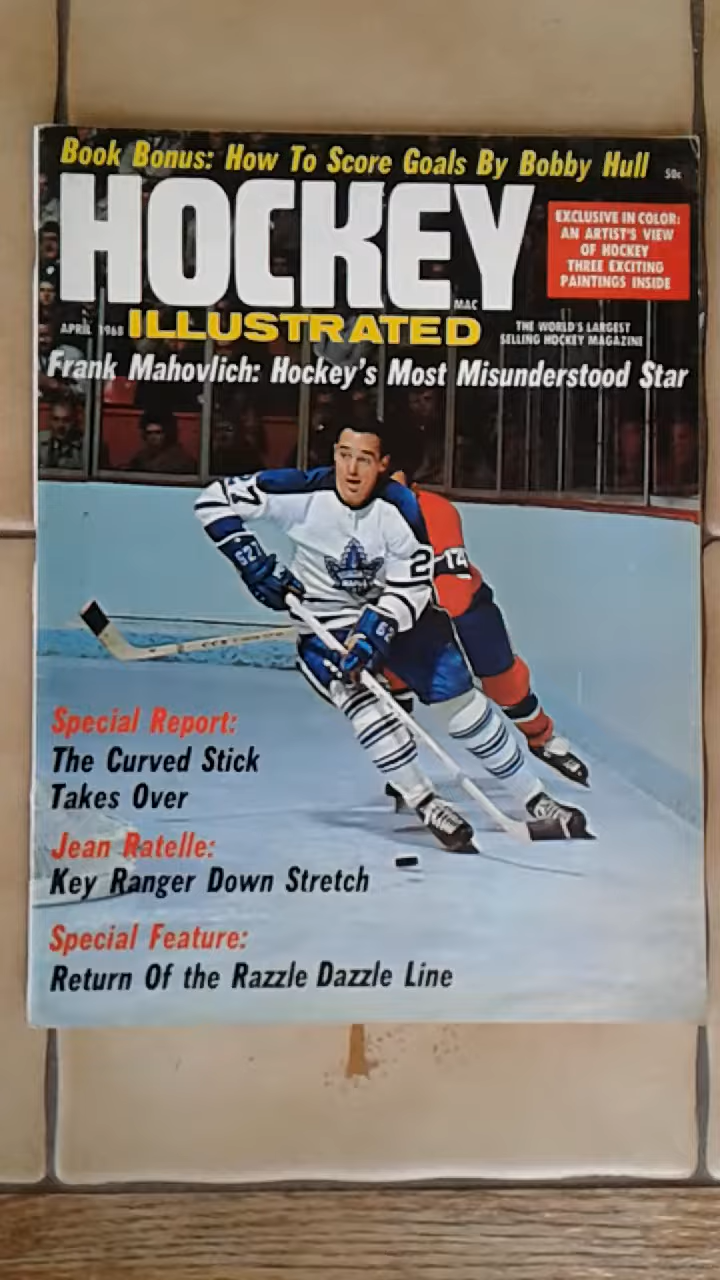 Book Bonus: How To Score Goals By Bobby Hull
50c
HOCKEY
EXCLUSIVE IN COLOR:
AN ARTIST'S VIEW
OF HOCKEY
THREE EXCITING
PAINTINGS INSIDE
MAC
APRIL 1968
ILLUSTRATED
THE WORLD'S LARGEST
SELLING HOCKEY MAGAZINE
Frank Mahovlich: Hockey's Most Misunderstood Star
27
2
14
Special Report:
The Curved Stick
Takes Over
Jean Ratelle:
Key Ranger Down Stretch
Special Feature:
Return Of the Razzle Dazzle Line